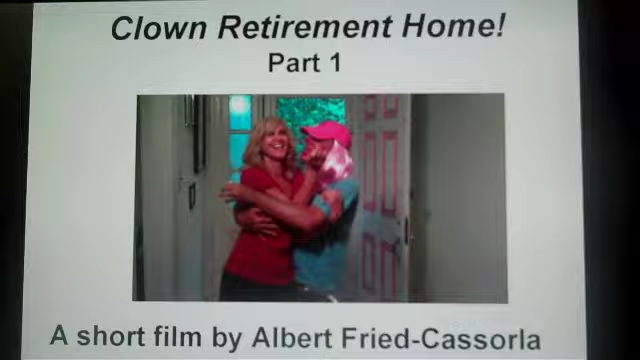 Clown Retirement Home!
Part 1
A short film by Albert Fried-Cassorla